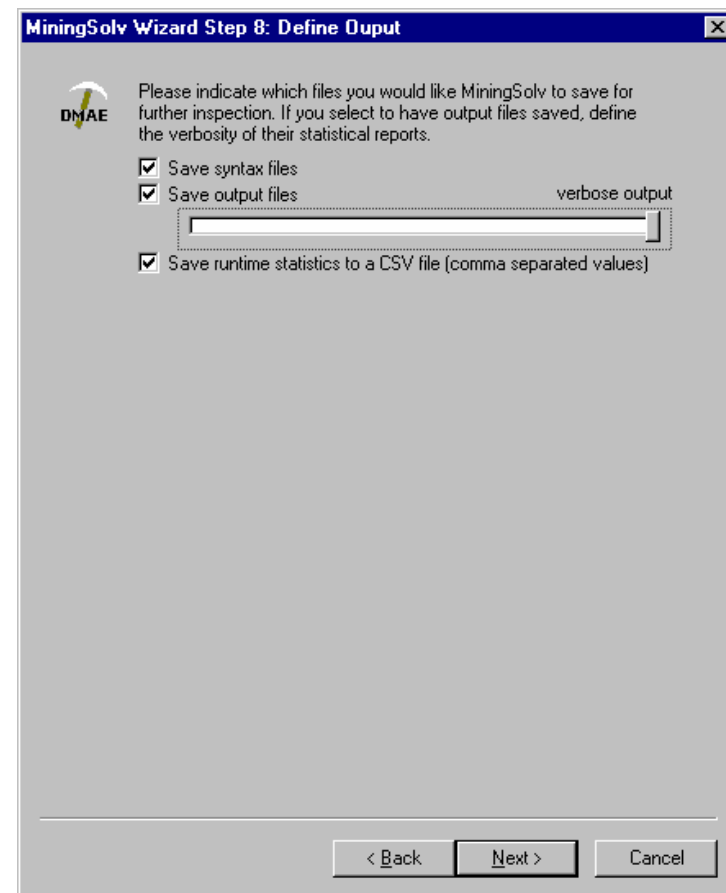 MiningSolv Wizard Step 8: Define Ouput
DMAE
Please indicate which files you would like MiningSolv to save for
further inspection. If you select to have output files saved, define
the verbosity of their statistical reports.
Save syntax files
Save output files
verbose output
Save runtime statistics to a CSV file (comma separated values)
< Back
Next >
Cancel